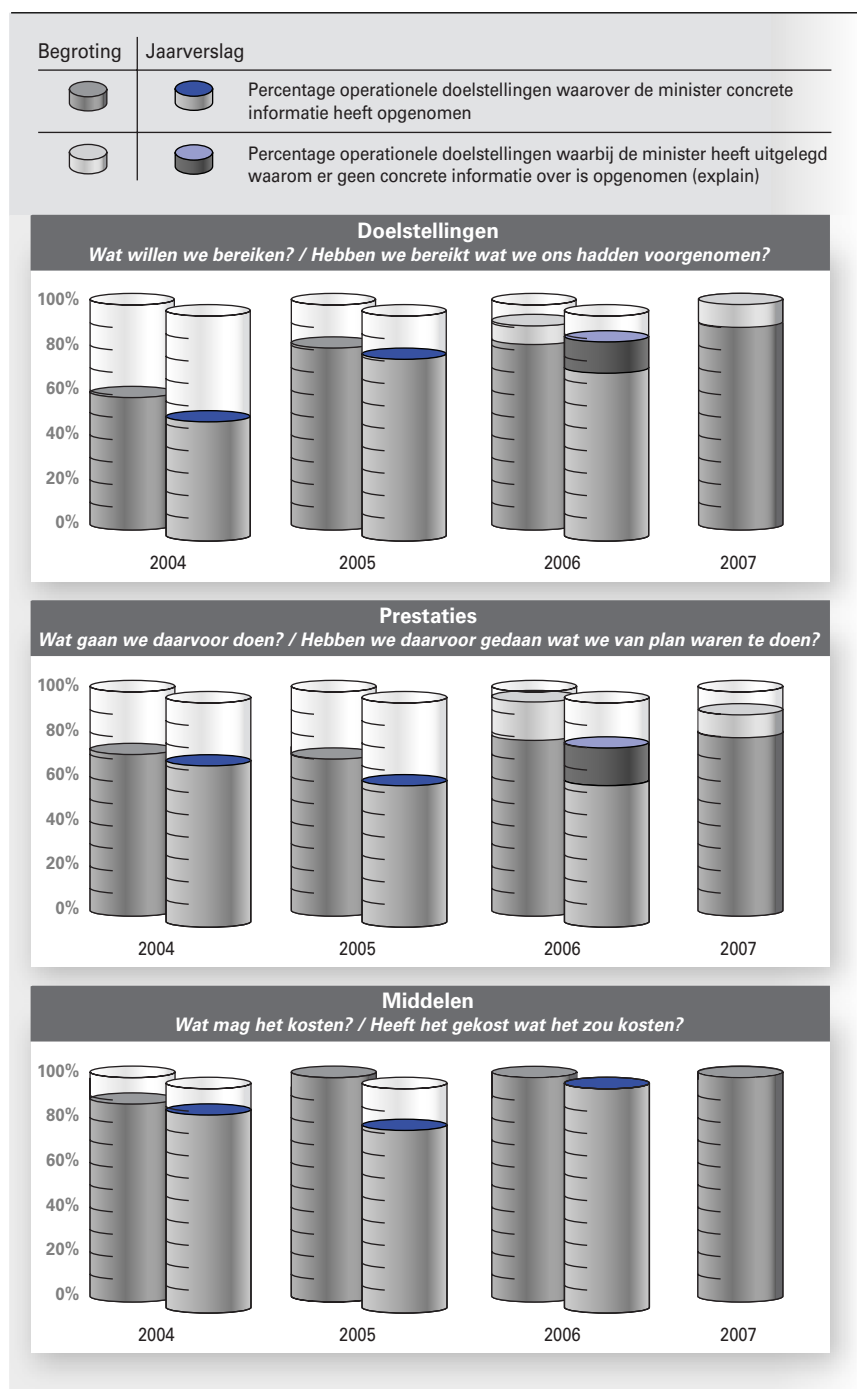 Begroting Jaarverslag
Percentage operationele doelstellingen waarover de minister concrete
informatie heeft opgenomen
Percentage operationele doelstellingen waarbij de minister heeft uitgelegd
waarom er geen concrete informatie over is opgenomen (explain)
Doelstellingen
Wat willen we bereiken? / Hebben we bereikt wat we ons hadden voorgenomen?
100%
80%
60%
40%
20%
0%
2004 2005 2006 2007
Prestaties
Wat gaan we daarvoor doen? / Hebben we daarvoor gedaan wat we van plan waren te doen?
100%
80%
60%
40%
20%
0%
2004 2005 2006 2007
Middelen
Wat mag het kosten? / Heeft het gekost wat het zou kosten?
100%
80%
60%
40%
20%
0%
2004 2005 2006 2007